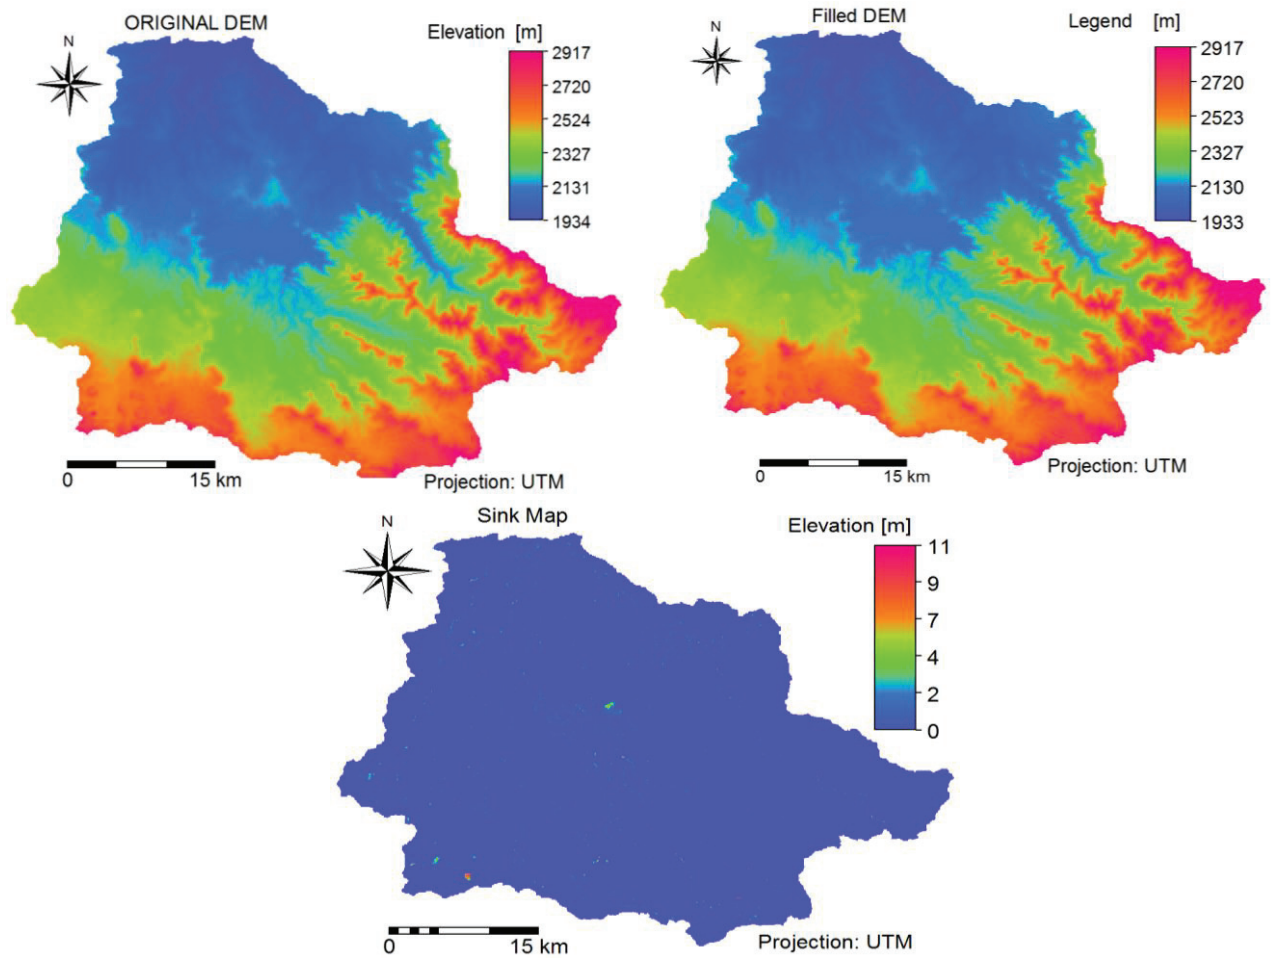 ORIGINAL DEM
N
Elevation [m]
2917
2720
2524
2327
2131
1934
0 15 km
Projection: UTM
Filled DEM
N
Legend [m]
2917
2720
2523
2327
2130
1933
0 15 km
Projection: UTM
Sink Map
N
Elevation [m]
11
9
7
4
2
0
0 15 km
Projection: UTM